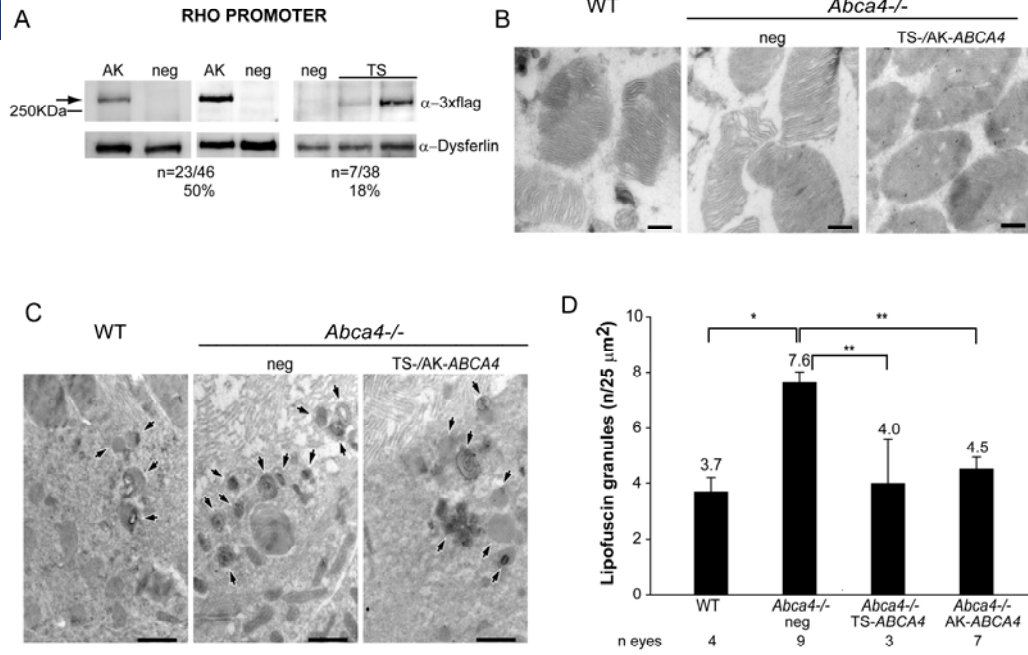 A
RHO PROMOTER
AK neg AK neg neg TS
250KDa
α-3xflag
α-Dysferlin
n=23/46 n=7/38
50% 18%
B
WT Abca4-/-
neg TS-/AK-ABCA4
C
WT Abca4-/-
neg TS-/AK-ABCA4
D
Lipofuscin granules (n/25 µm²)
10
8
6
4
2
0
* **
**
7.6
3.7
4.0
4.5
WT Abca4-/- Abca4-/- Abca4-/-
neg TS-ABCA4 AK-ABCA4
n eyes 4 9 3 7